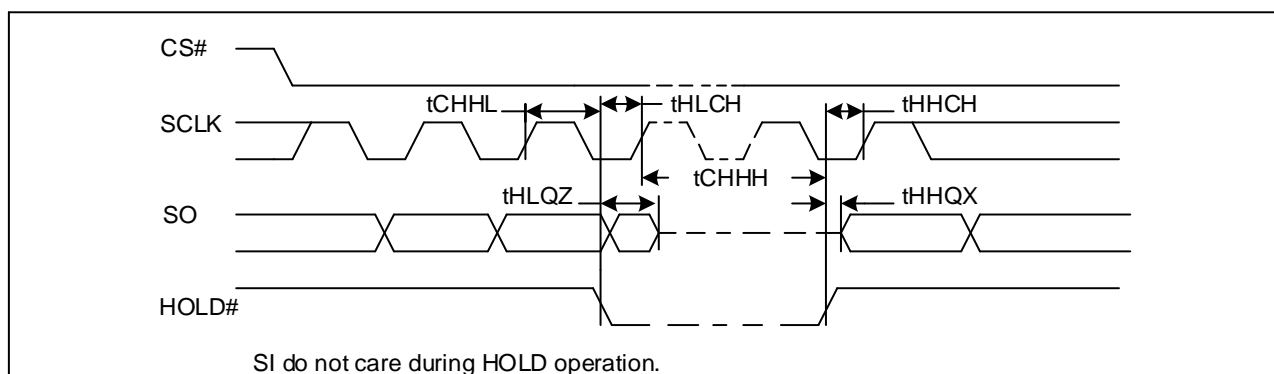 CS#
tCHHL
tHLCH
tHHCH
SCLK
tCHHH
tHLQZ
tHHQX
SO
HOLD#
SI do not care during HOLD operation.